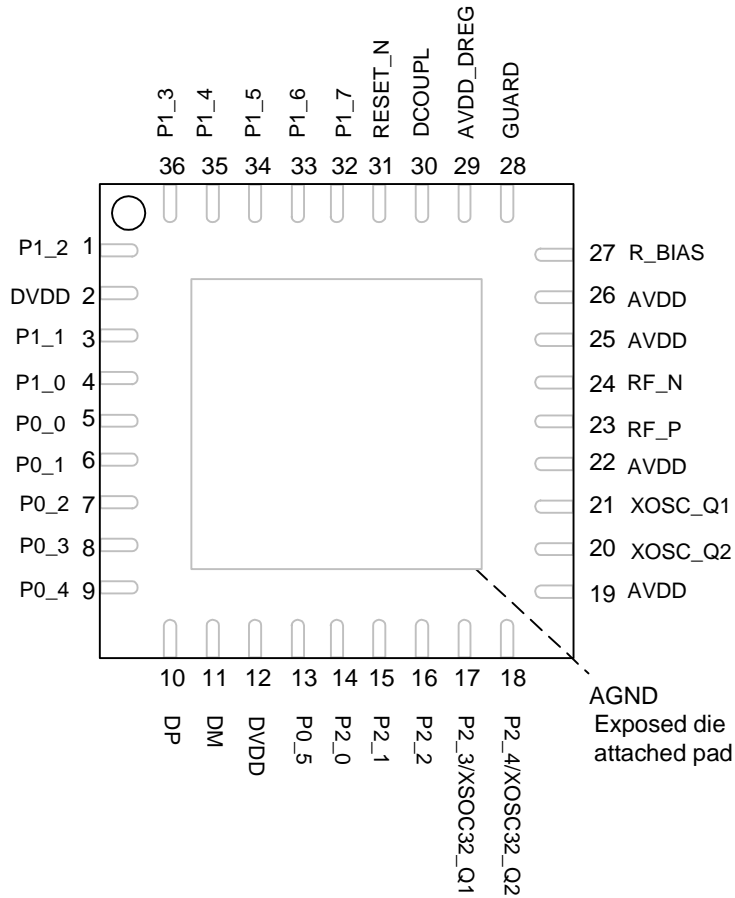 P1_3
P1_4
P1_5
P1_6
P1_7
RESET_N
DCOUPL
AVDD_DREG
GUARD
36 35 34 33 32 31 30 29 28
P1_2 1
DVDD 2
P1_1 3
P1_0 4
P0_0 5
P0_1 6
P0_2 7
P0_3 8
P0_4 9
27 R_BIAS
26 AVDD
25 AVDD
24 RF_N
23 RF_P
22 AVDD
21 XOSC_Q1
20 XOSC_Q2
19 AVDD
10 11 12 13 14 15 16 17 18
DP
DM
DVDD
P0_5
P2_0
P2_1
P2_2
P2_3/XSOC32_Q1
P2_4/XOSC32_Q2
AGND
Exposed die
attached pad